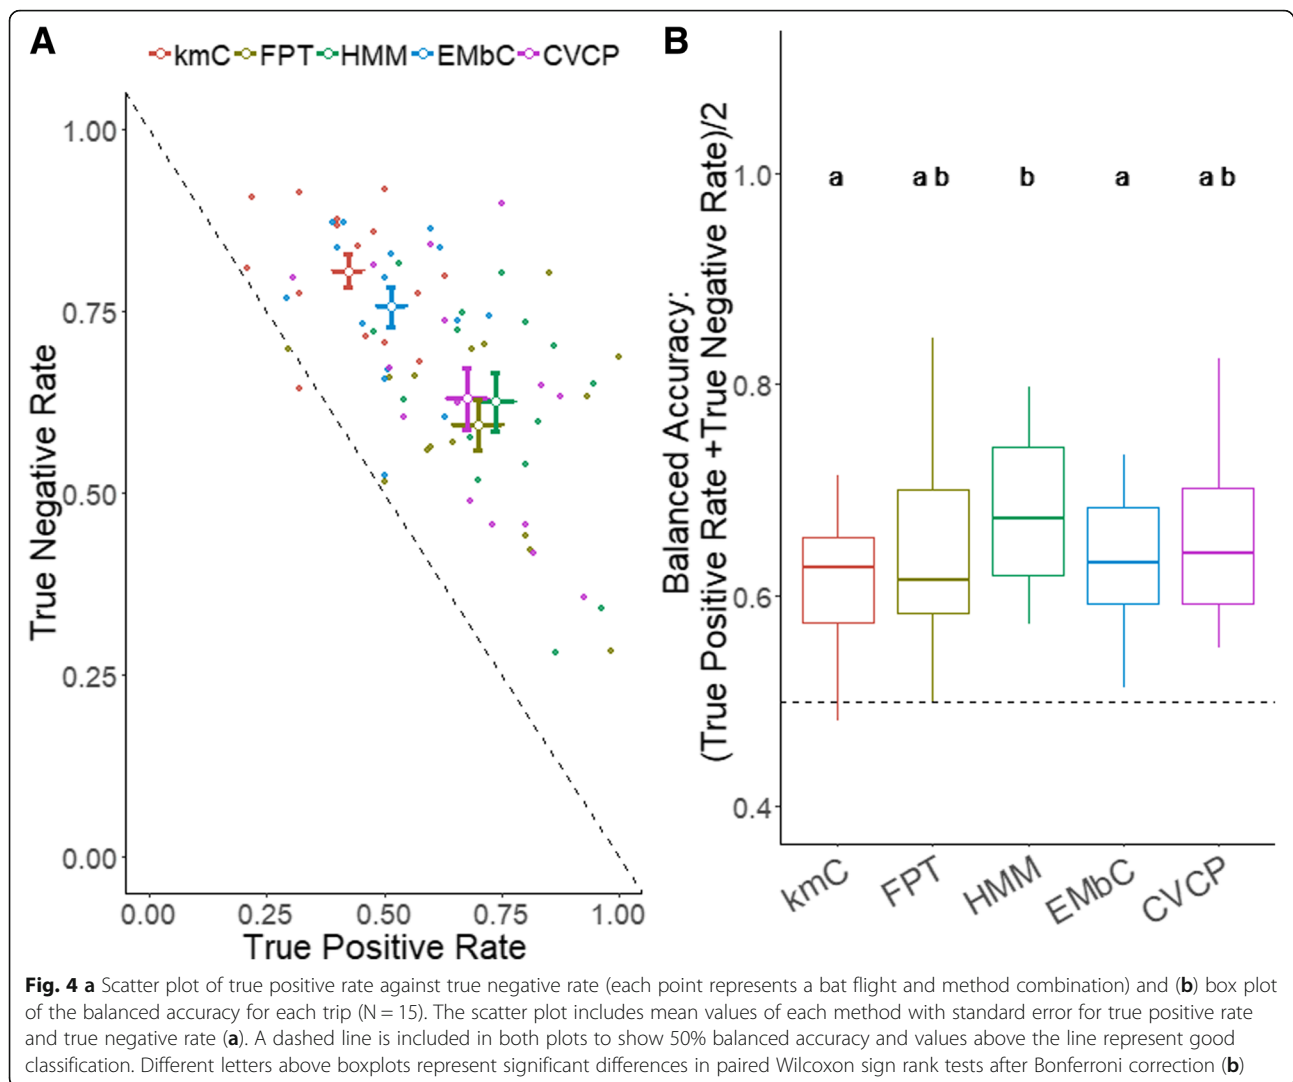 A
kmC FPT HMM EMbC CVCP
True Negative Rate
1.00
0.75
0.50
0.25
0.00
0.00 0.25 0.50 0.75 1.00
True Positive Rate
B
Balanced Accuracy:
(True Positive Rate +True Negative Rate)/2
a a b b a a b
1.0
0.8
0.6
0.4
kmC FPT HMM EMbC CVCP
Fig. 4 a Scatter plot of true positive rate against true negative rate (each point represents a bat flight and method combination) and (b) box plot
of the balanced accuracy for each trip (N = 15). The scatter plot includes mean values of each method with standard error for true positive rate
and true negative rate (a). A dashed line is included in both plots to show 50% balanced accuracy and values above the line represent good
classification. Different letters above boxplots represent significant differences in paired Wilcoxon sign rank tests after Bonferroni correction (b)